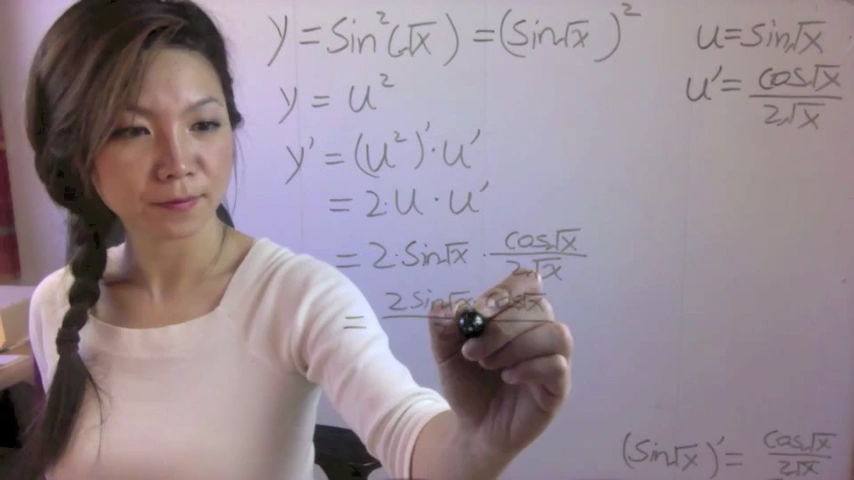 y = Sin²(√x) = (Sin√x)²
y = u²
y' = (u²)'·u'
= 2·u·u'
= 2·Sin√x · cos√x / 2√x
= 2sin√x cos√x
u = Sin√x
u' = cos√x / 2√x
(Sin√x)' = cos√x / 2√x